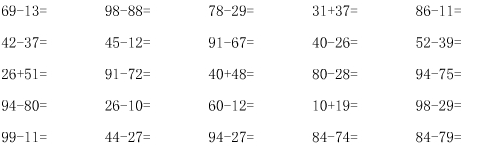 69-13= 98-88= 78-29= 31+37= 86-11=
42-37= 45-12= 91-67= 40-26= 52-39=
26+51= 91-72= 40+48= 80-28= 94-75=
94-80= 26-10= 60-12= 10+19= 98-29=
99-11= 44-27= 94-27= 84-74= 84-79=